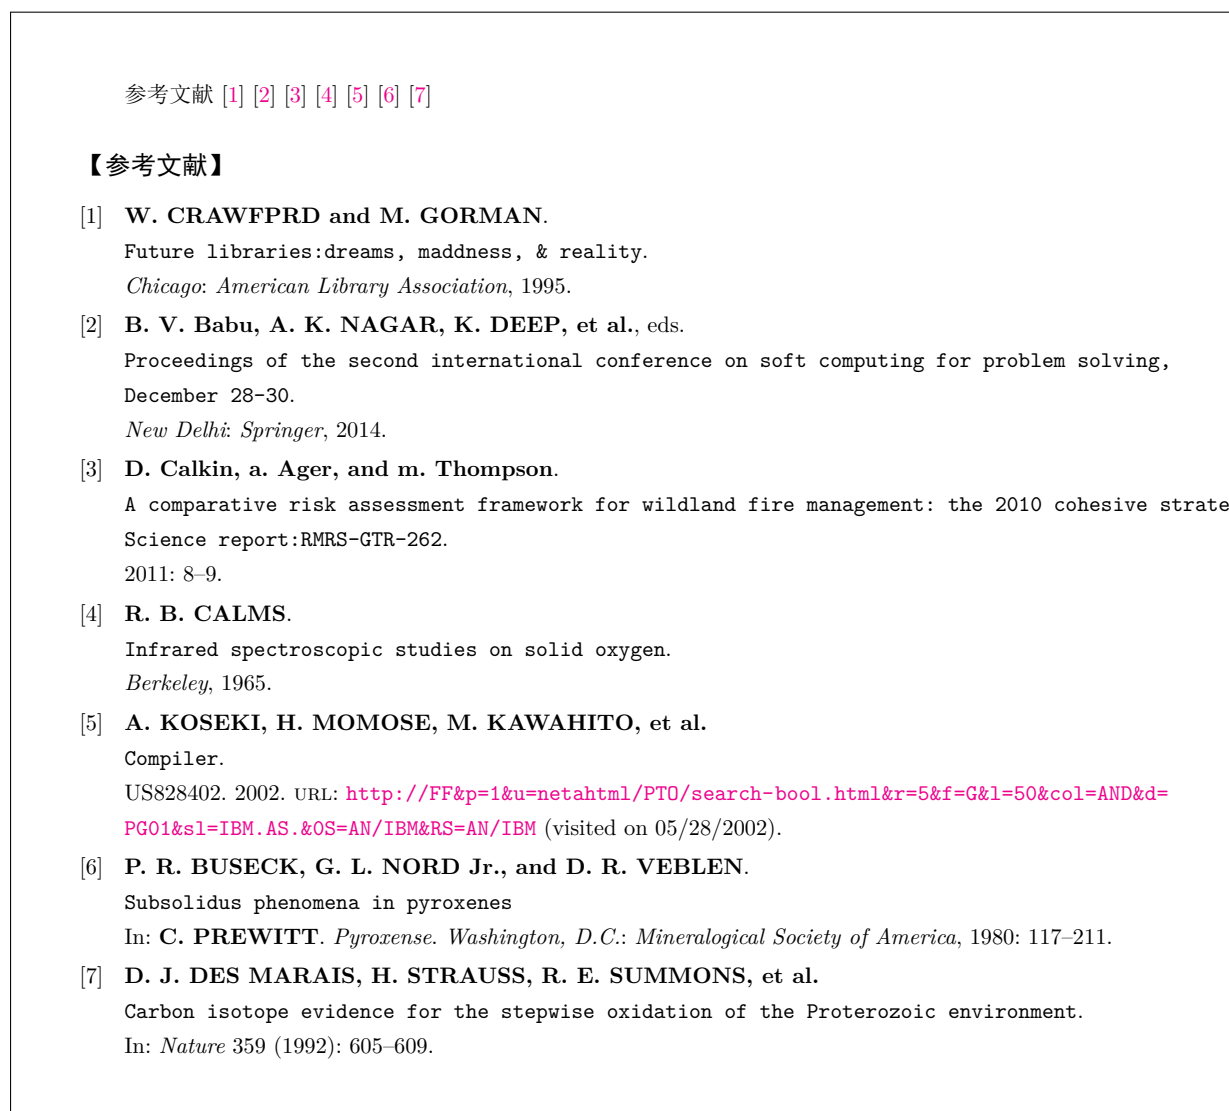 参考文献 [1] [2] [3] [4] [5] [6] [7]
【参考文献】
[1] W. CRAWFPRD and M. GORMAN.
Future libraries:dreams, maddness, & reality.
Chicago: American Library Association, 1995.
[2] B. V. Babu, A. K. NAGAR, K. DEEP, et al., eds.
Proceedings of the second international conference on soft computing for problem solving,
December 28-30.
New Delhi: Springer, 2014.
[3] D. Calkin, a. Ager, and m. Thompson.
A comparative risk assessment framework for wildland fire management: the 2010 cohesive strate
Science report:RMRS-GTR-262.
2011: 8–9.
[4] R. B. CALMS.
Infrared spectroscopic studies on solid oxygen.
Berkeley, 1965.
[5] A. KOSEKI, H. MOMOSE, M. KAWAHITO, et al.
Compiler.
US828402. 2002. URL: http://FF&p=1&u=netahtml/PTO/search-bool.html&r=5&f=G&l=50&col=AND&d=
PG01&sl=IBM.AS.&OS=AN/IBM&RS=AN/IBM (visited on 05/28/2002).
[6] P. R. BUSECK, G. L. NORD Jr., and D. R. VEBLEN.
Subsolidus phenomena in pyroxenes
In: C. PREWITT. Pyroxense. Washington, D.C.: Mineralogical Society of America, 1980: 117–211.
[7] D. J. DES MARAIS, H. STRAUSS, R. E. SUMMONS, et al.
Carbon isotope evidence for the stepwise oxidation of the Proterozoic environment.
In: Nature 359 (1992): 605–609.